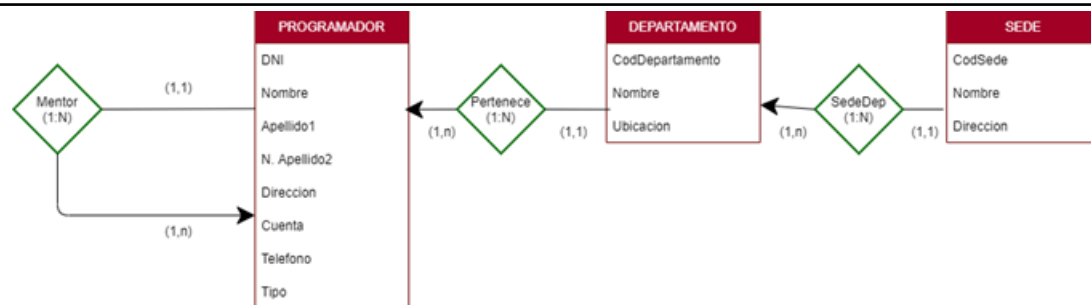 PROGRAMADOR
DNI
Nombre
Apellido1
N. Apellido2
Direccion
Cuenta
Telefono
Tipo
Mentor
(1:N)
(1,1)
(1,n)
Pertenece
(1:N)
(1,n)
(1,1)
DEPARTAMENTO
CodDepartamento
Nombre
Ubicacion
SedeDep
(1:N)
(1,n)
(1,1)
SEDE
CodSede
Nombre
Direccion